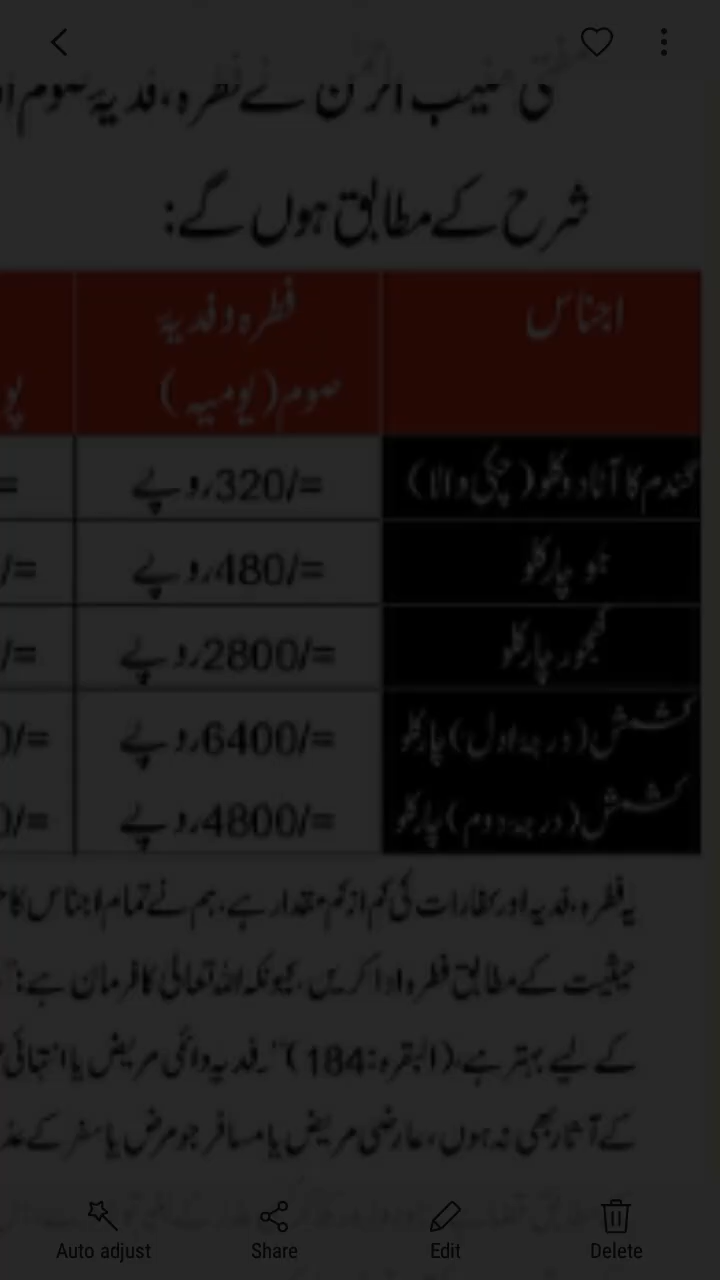 منیب الرحمٰن نے فطرہ، فدیۂ صوم
شرح کے مطابق ہوں گے:
اجناس فطرہ و فدیۂ صوم (یومیہ)
گندم کا آٹا دو کلو (چکی والا) 320/= روپے
جو چار کلو 480/= روپے
کھجور چار کلو 2800/= روپے
کشمش (درجہ اول) چار کلو 6400/= روپے
کشمش (درجہ دوم) چار کلو 4800/= روپے
یہ فطرہ، فدیہ اور کفارات کی کم از کم مقدار ہے، ہم نے تمام اجناس کا
حیثیت کے مطابق فطرہ ادا کریں، کیونکہ اللہ تعالیٰ کا فرمان ہے:
کے لیے بہتر ہے، (البقرہ: 184)"۔ فدیہ دائمی مریض یا انتہائی
کے آثار بھی نہ ہوں، عارضی مریض یا مسافر جو مرض یا سفر کے
Auto adjust Share Edit Delete